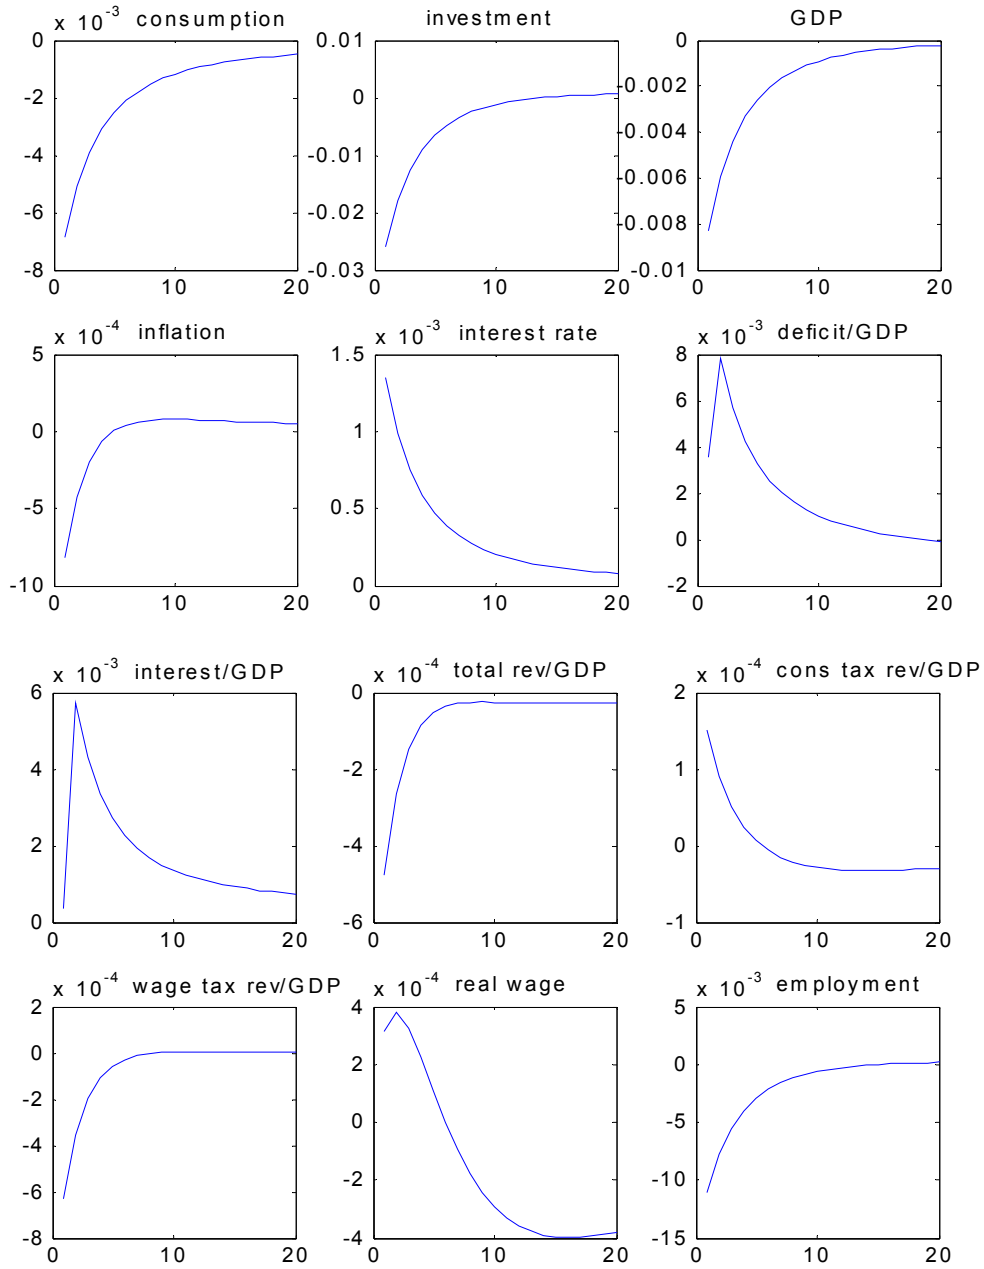 x 10-3 consumption
investment
GDP
0
-2
-4
-6
-8
0 10 20
0.01
0
-0.01
-0.02
-0.03
0 10 20
0
-0.002
-0.004
-0.006
-0.008
-0.01
0 10 20
x 10-4 inflation
x 10-3 interest rate
x 10-3 deficit/GDP
5
0
-5
-10
0 10 20
1.5
1
0.5
0
0 10 20
8
6
4
2
0
-2
0 10 20
x 10-3 interest/GDP
x 10-4 total rev/GDP
x 10-4 cons tax rev/GDP
6
4
2
0
0 10 20
0
-2
-4
-6
0 10 20
2
1
0
-1
0 10 20
x 10-4 wage tax rev/GDP
x 10-4 real wage
x 10-3 employment
2
0
-2
-4
-6
-8
0 10 20
4
2
0
-2
-4
0 10 20
5
0
-5
-10
-15
0 10 20